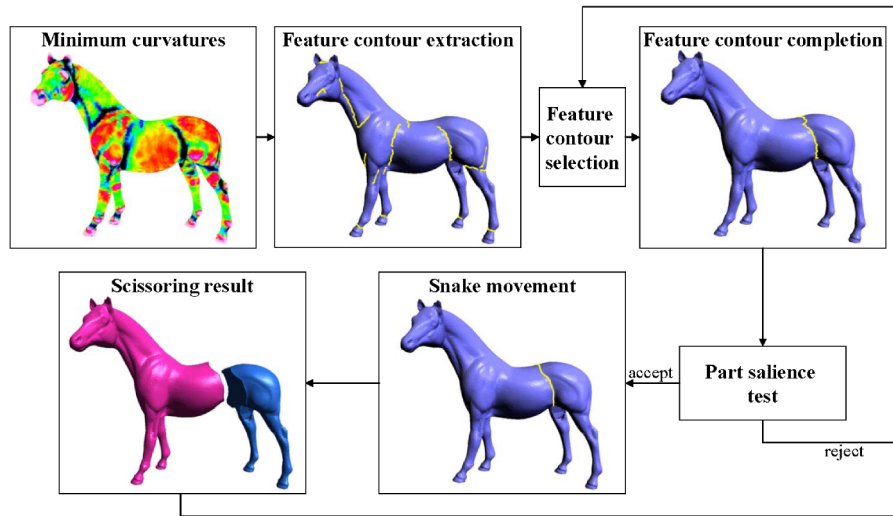 Minimum curvatures
Feature contour extraction
Feature
contour
selection
Feature contour completion
Scissoring result
Snake movement
accept
Part salience
test
reject